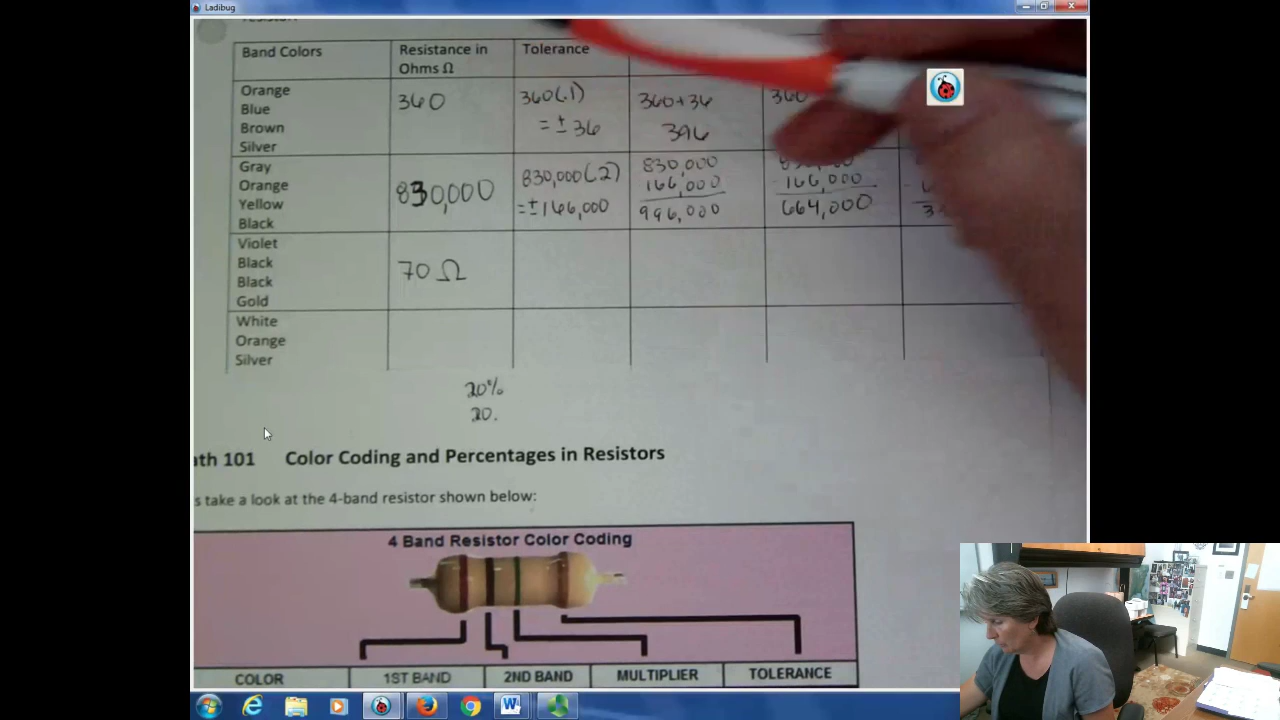 Ladibug
Band Colors
Resistance in
Ohms Ω
Tolerance
Orange
Blue
Brown
Silver
360
360(.1)
= ± 36
360+36
396
360
Gray
Orange
Yellow
Black
830,000
830,000(.2)
=±166,000
830,000
166,000
996,000
166,000
664,000
Violet
Black
Black
Gold
70 Ω
White
Orange
Silver
20%
20.
ath 101 Color Coding and Percentages in Resistors
s take a look at the 4-band resistor shown below:
4 Band Resistor Color Coding
COLOR 1ST BAND 2ND BAND MULTIPLIER TOLERANCE